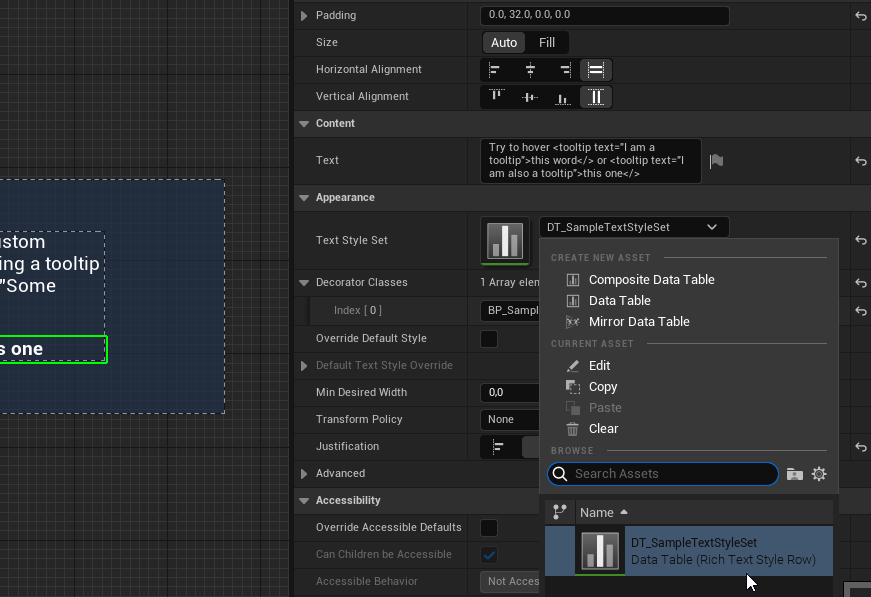 Padding
0.0, 32.0, 0.0, 0.0
Size
Auto Fill
Horizontal Alignment
Vertical Alignment
Content
Text
Try to hover <tooltip text="I am a
tooltip">this word</> or <tooltip text="I
am also a tooltip">this one</>
Appearance
Text Style Set
DT_SampleTextStyleSet
CREATE NEW ASSET
Composite Data Table
Data Table
Mirror Data Table
CURRENT ASSET
Edit
Copy
Paste
Clear
BROWSE
Search Assets
Name
DT_SampleTextStyleSet
Data Table (Rich Text Style Row)
Decorator Classes
1 Array elen
Index [ 0 ]
BP_Sampl
Override Default Style
Default Text Style Override
Min Desired Width
0,0
Transform Policy
None
Justification
Advanced
Accessibility
Override Accessible Defaults
Can Children be Accessible
Accessible Behavior
Not Acces
stom
ing a tooltip
"Some
s one